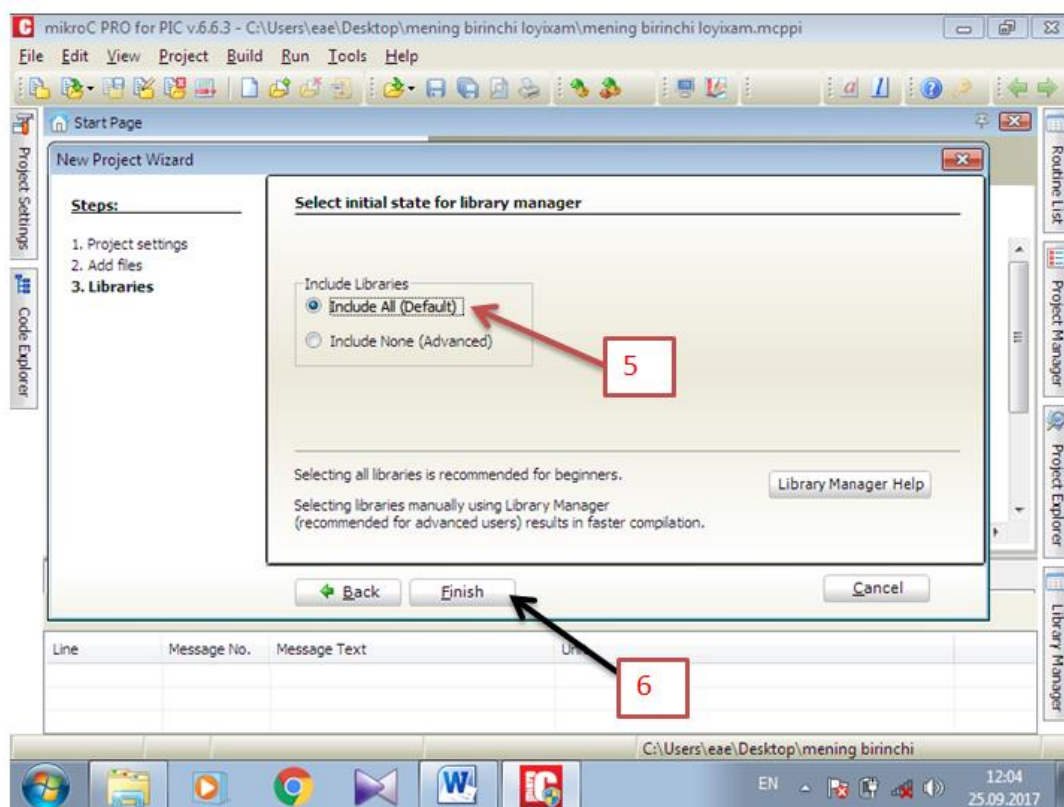 mikroC PRO for PIC v.6.6.3 - C:\Users\eae\Desktop\mening birinchi loyixam\mening birinchi loyixam.mcppi
File Edit View Project Build Run Tools Help
Start Page
New Project Wizard
Steps:
1. Project settings
2. Add files
3. Libraries
Select initial state for library manager
Include Libraries
Include All (Default)
Include None (Advanced)
5
Selecting all libraries is recommended for beginners.
Selecting libraries manually using Library Manager
(recommended for advanced users) results in faster compilation.
Library Manager Help
Back Finish Cancel
6
Line Message No. Message Text
Project Settings
Code Explorer
Routine List
Project Manager
Project Explorer
Library Manager
C:\Users\eae\Desktop\mening birinchi
EN
12:04
25.09.2017